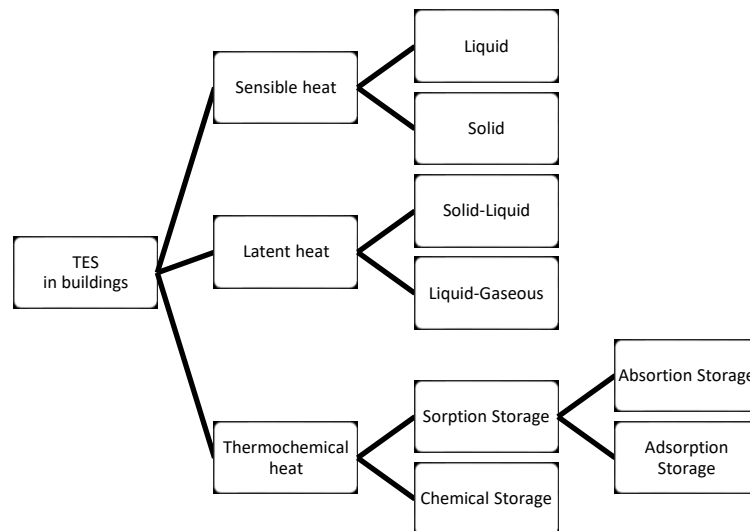 Liquid
Sensible heat
Solid
Solid-Liquid
TES
in buildings
Latent heat
Liquid-Gaseous
Absortion Storage
Sorption Storage
Thermochemical
heat
Adsorption
Storage
Chemical Storage